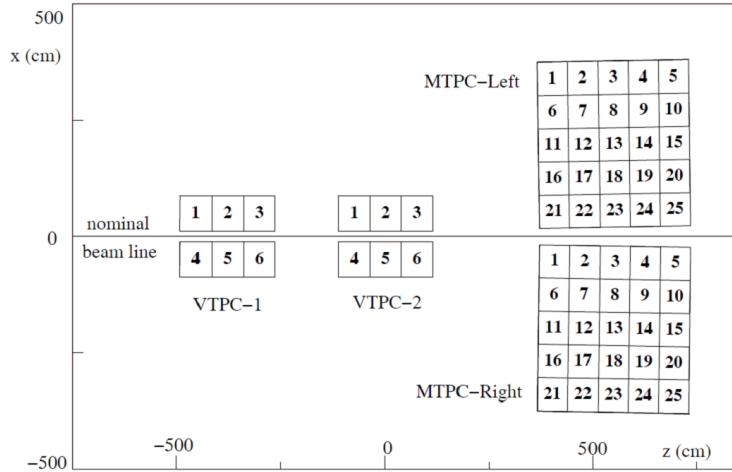 500
x (cm)
MTPC−Left
1 2 3 4 5
6 7 8 9 10
11 12 13 14 15
16 17 18 19 20
21 22 23 24 25
nominal
1 2 3
1 2 3
0
beam line
4 5 6
4 5 6
VTPC−1
VTPC−2
1 2 3 4 5
6 7 8 9 10
11 12 13 14 15
16 17 18 19 20
21 22 23 24 25
MTPC−Right
−500
0
500
z (cm)
−500